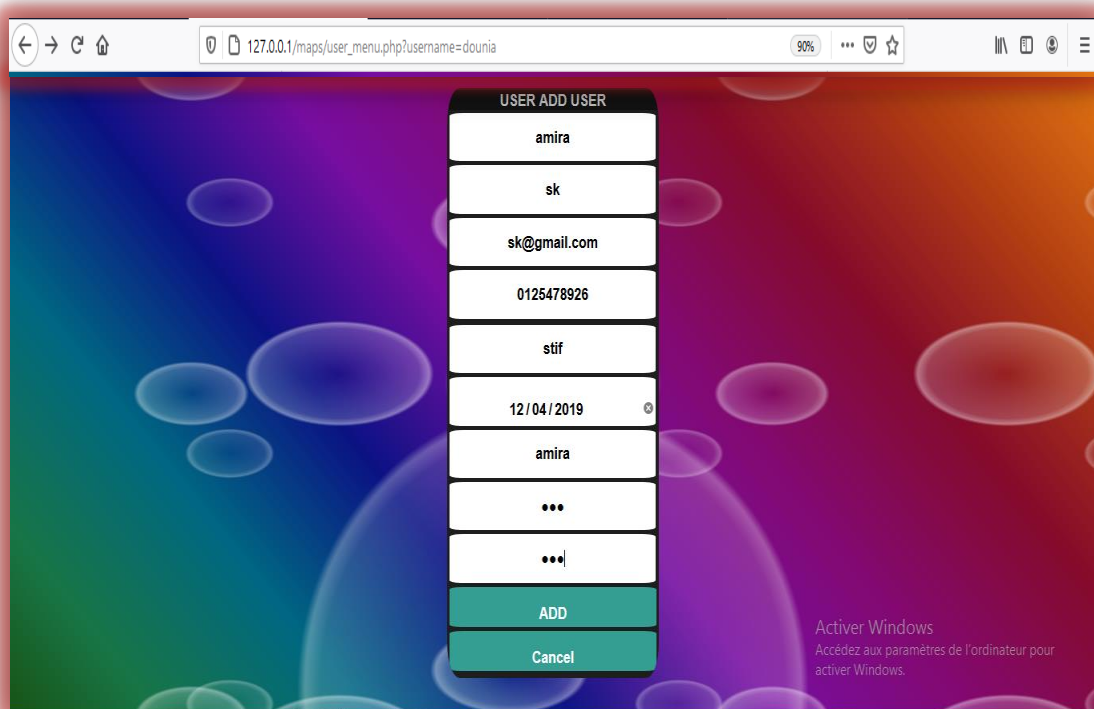 127.0.0.1/maps/user_menu.php?username=dounia
90%
USER ADD USER
amira
sk
sk@gmail.com
0125478926
stif
12/04/2019
amira
•••
•••
ADD
Cancel
Activer Windows
Accédez aux paramètres de l'ordinateur pour
activer Windows.